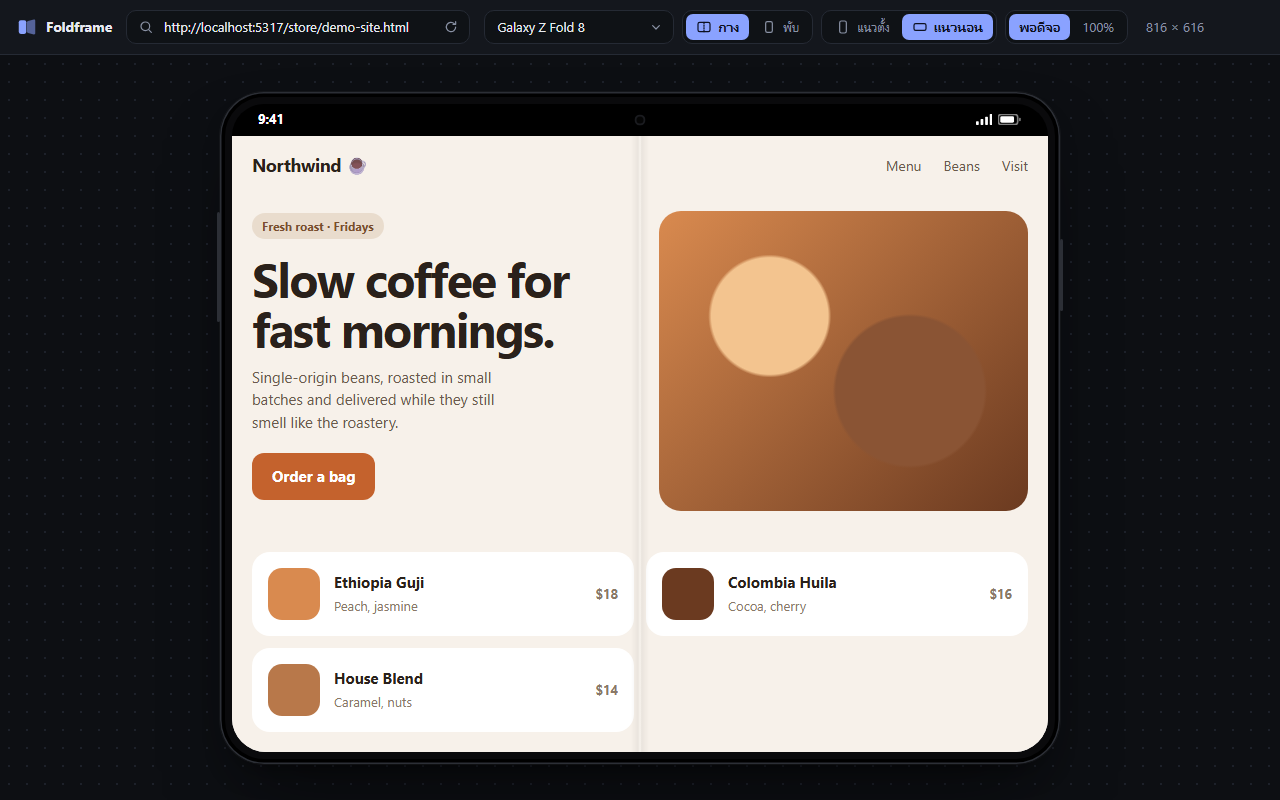 Foldframe
http://localhost:5317/store/demo-site.html
Galaxy Z Fold 8
กาง
พับ
แนวตั้ง
แนวนอน
พอดีจอ
100%
816 × 616
9:41
Northwind
Menu
Beans
Visit
Fresh roast · Fridays
Slow coffee for
fast mornings.
Single-origin beans, roasted in small
batches and delivered while they still
smell like the roastery.
Order a bag
Ethiopia Guji
Peach, jasmine
$18
Colombia Huila
Cocoa, cherry
$16
House Blend
Caramel, nuts
$14